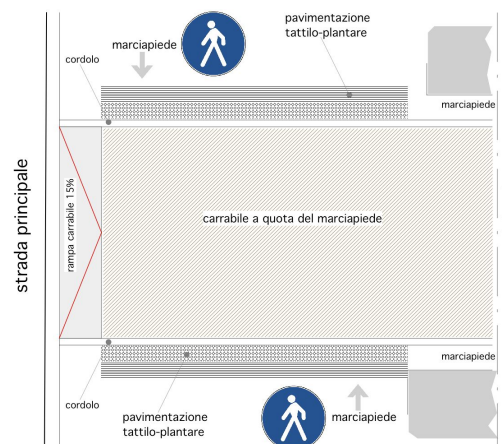 pavimentazione
tattilo-plantare
marciapiede
cordolo
marciapiede
strada principale
rampa carrabile 15%
carrabile a quota del marciapiede
marciapiede
cordolo
pavimentazione
tattilo-plantare
marciapiede